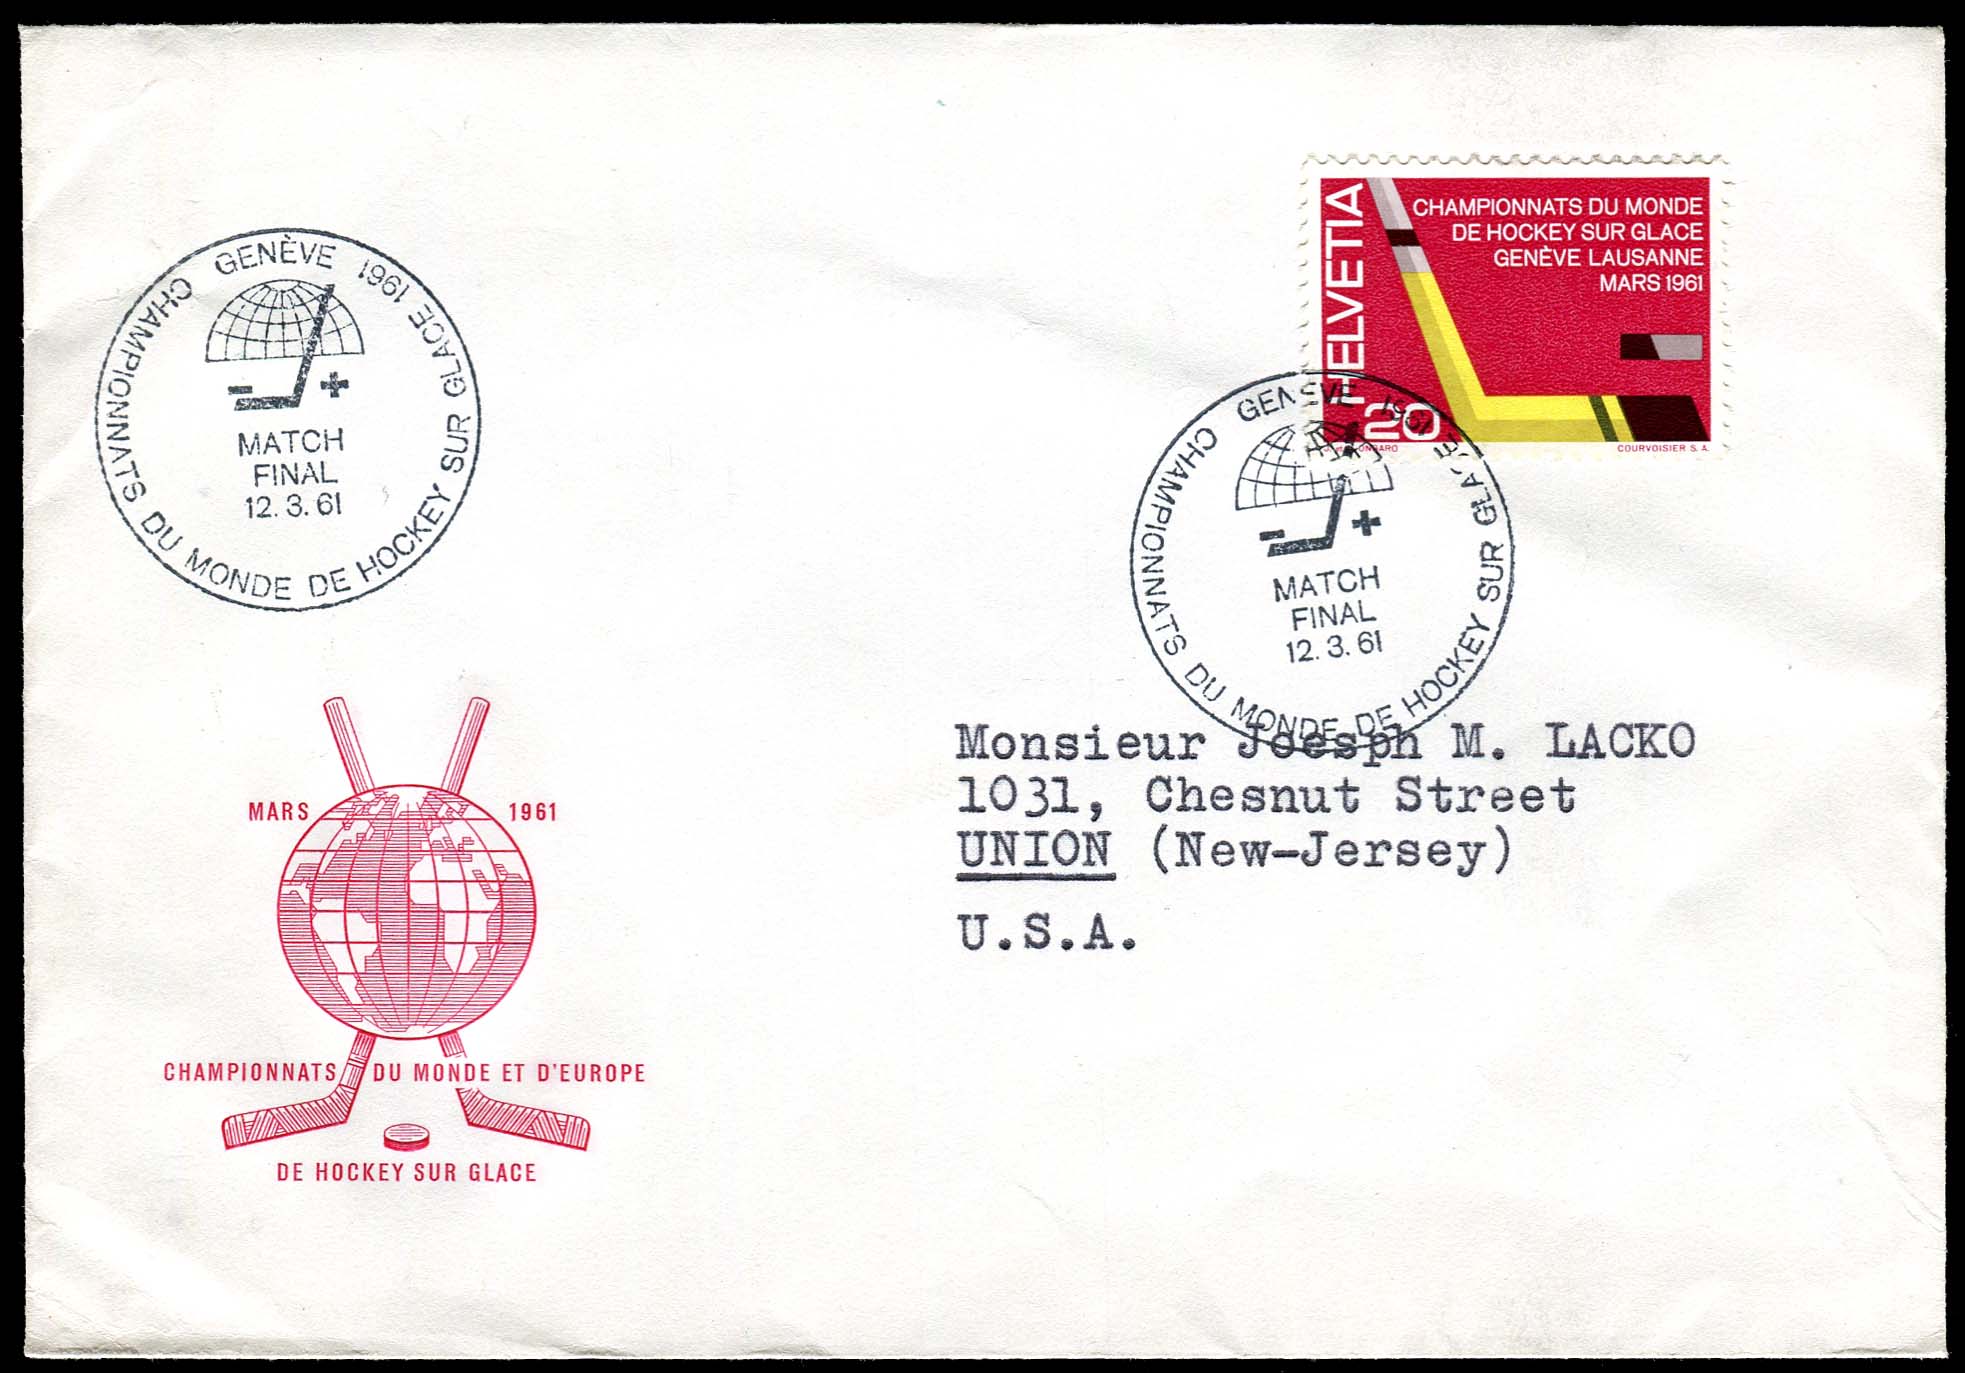 HELVETIA
CHAMPIONNATS DU MONDE
DE HOCKEY SUR GLACE
GENÈVE LAUSANNE
MARS 1961
20
COURVOISIER S.A.
GENÈVE 1961
CHAMPIONNATS DU MONDE DE HOCKEY SUR GLACE
MATCH
FINAL
12.3.61
GENÈVE 1961
CHAMPIONNATS DU MONDE DE HOCKEY SUR GLACE
MATCH
FINAL
12.3.61
Monsieur Joesph M. LACKO
1031, Chesnut Street
UNION (New-Jersey)
U.S.A.
MARS 1961
CHAMPIONNATS DU MONDE ET D'EUROPE
DE HOCKEY SUR GLACE